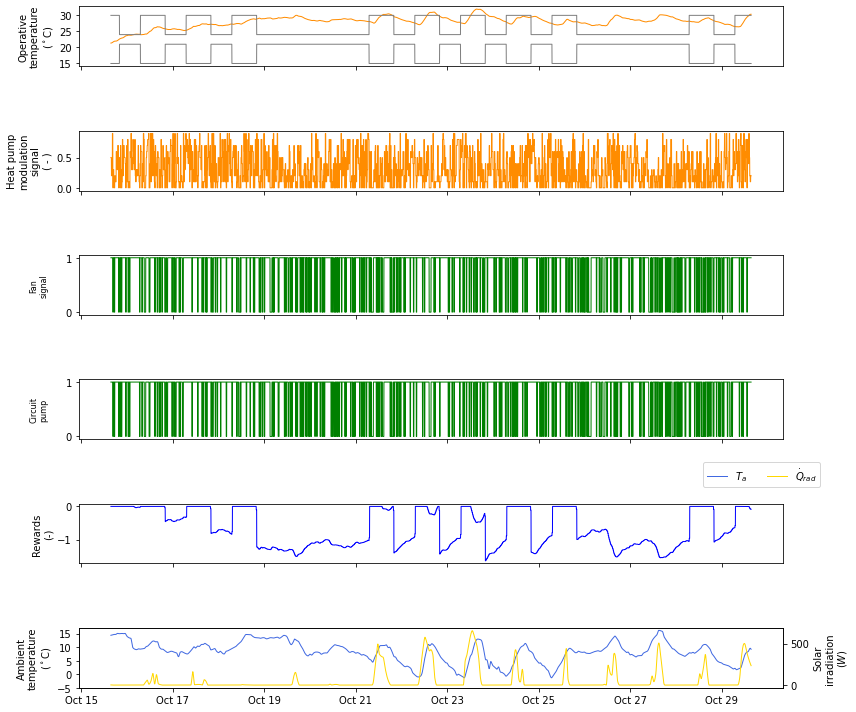 Operative
temperature
(°C)
30
25
20
15
Heat pump
modulation
signal
( - )
0.5
0.0
Fan
signal
1
0
Circuit
pump
1
0
T_a
Q̇_rad
Rewards
(-)
0
−1
Ambient
temperature
(°C)
15
10
5
0
−5
500
0
Solar
irradiation
(W)
Oct 15 Oct 17 Oct 19 Oct 21 Oct 23 Oct 25 Oct 27 Oct 29